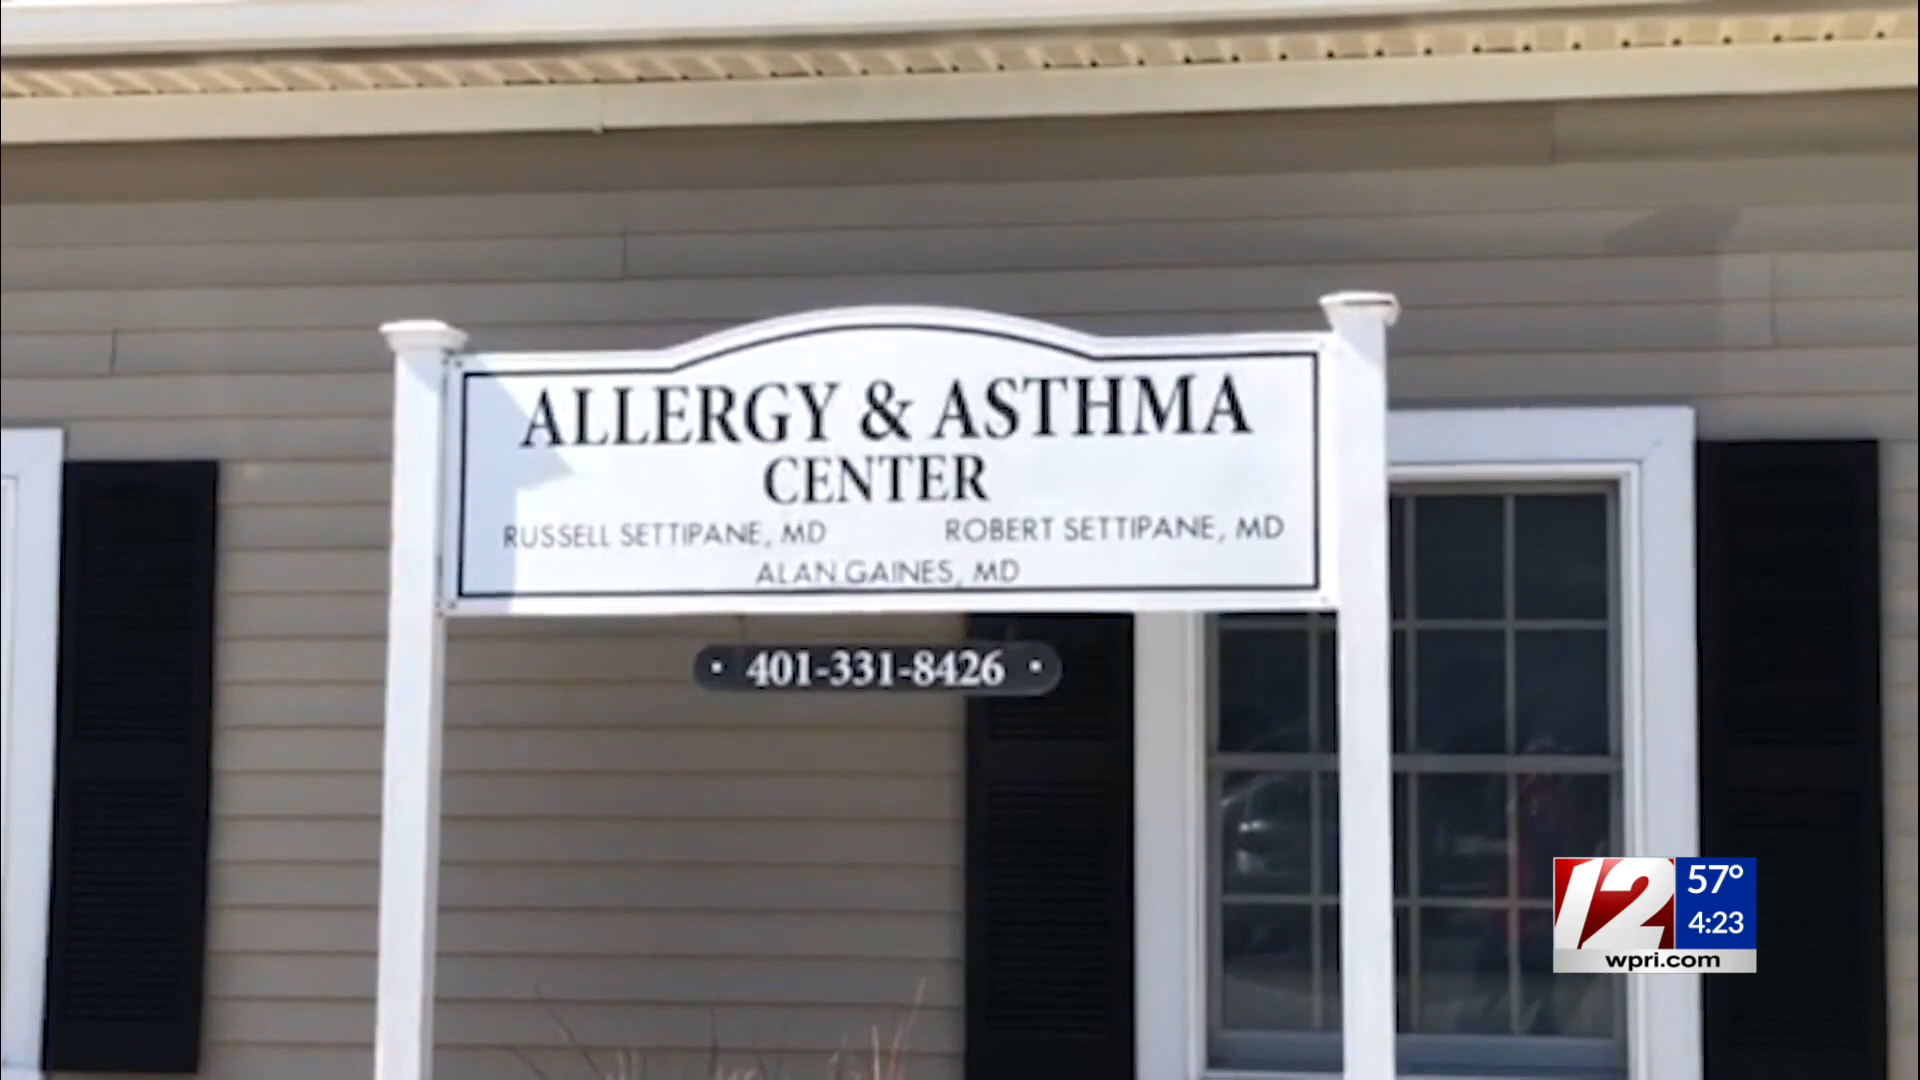 ALLERGY & ASTHMA
CENTER
RUSSELL SETTIPANE, MD ROBERT SETTIPANE, MD
ALAN GAINES, MD
• 401-331-8426 •
12 57°
4:23
wpri.com